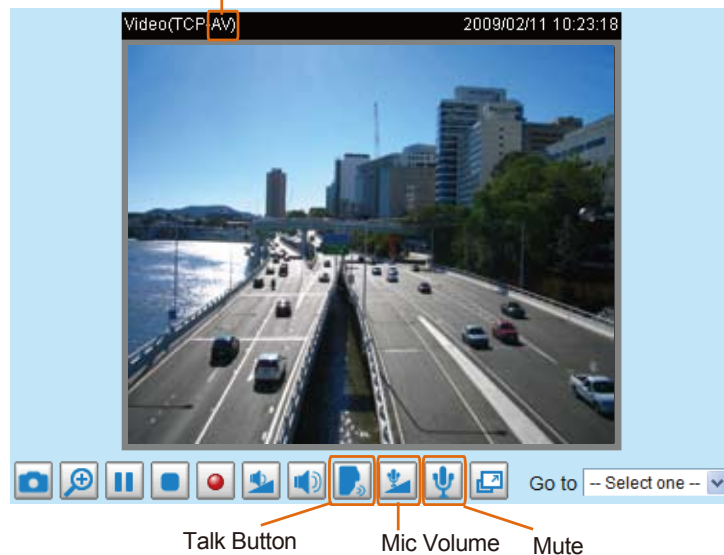 Video(TCP-AV) 2009/02/11 10:23:18
Go to -- Select one --
Talk Button Mic Volume Mute